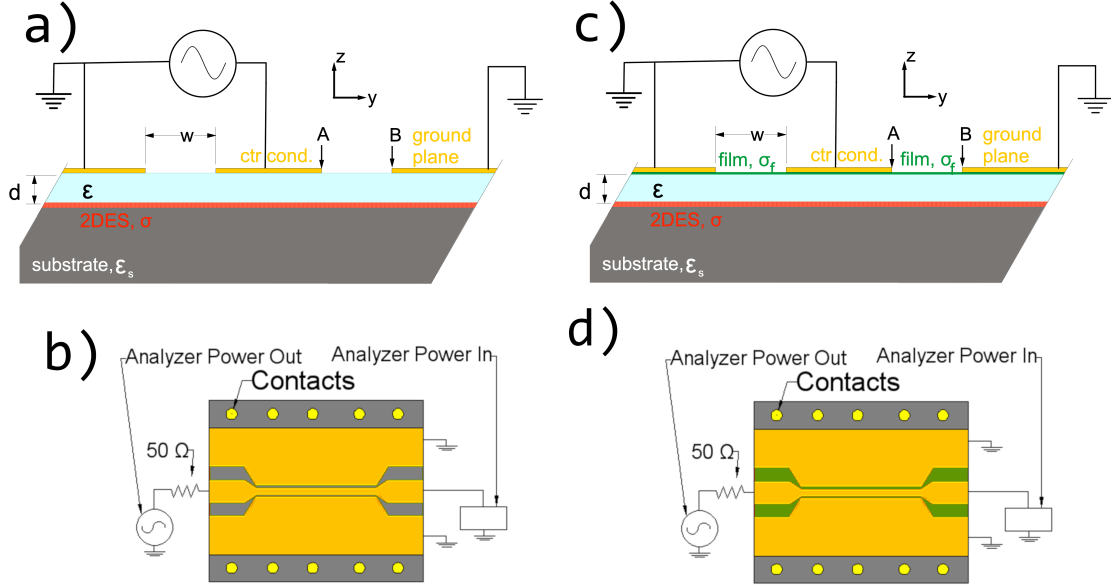 a)
z
y
A
B
w
ctr cond.
ground
plane
d
ε
2DES, σ
substrate, εs
c)
z
y
A
B
w
film, σf
ctr cond.
film, σf
ground
plane
d
ε
2DES, σ
substrate, εs
b)
Analyzer Power Out
Analyzer Power In
Contacts
50 Ω
d)
Analyzer Power Out
Analyzer Power In
Contacts
50 Ω